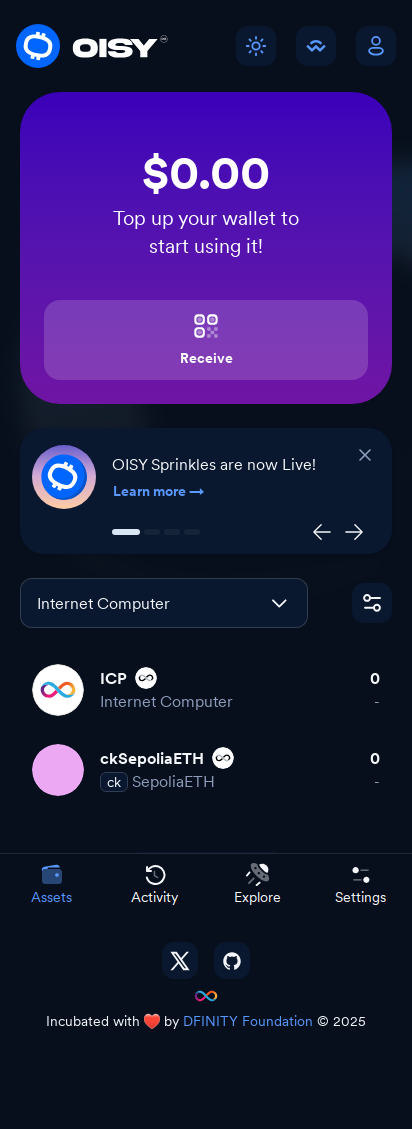 OISY
$0.00
Top up your wallet to
start using it!
Receive
OISY Sprinkles are now Live!
Learn more →
Internet Computer
ICP
0
Internet Computer
-
ckSepoliaETH
0
ck SepoliaETH
-
Assets
Activity
Explore
Settings
Incubated with ❤️ by DFINITY Foundation © 2025